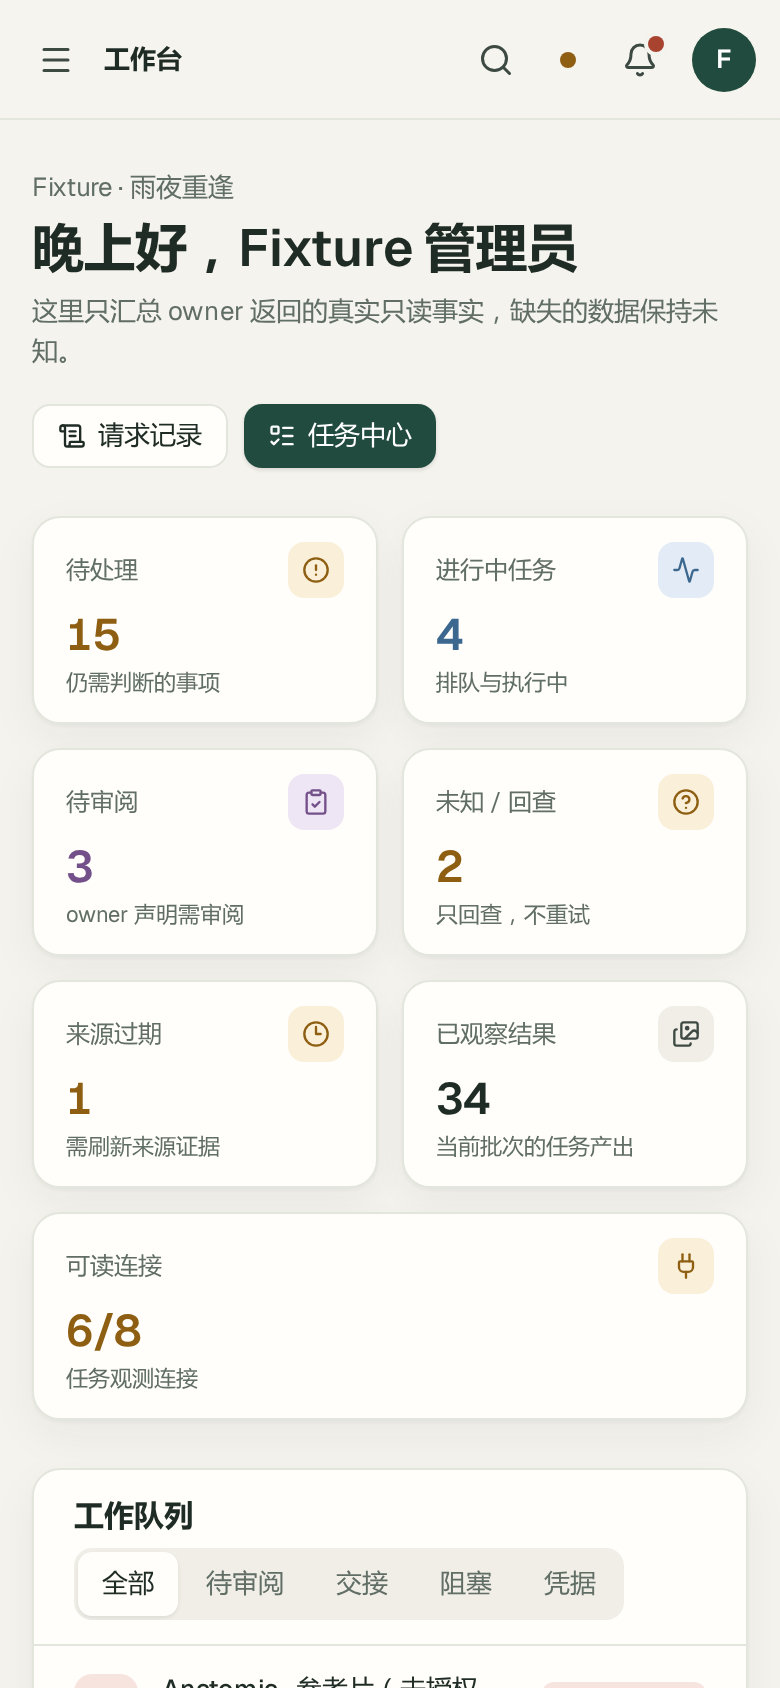 工作台
F
Fixture · 雨夜重逢
晚上好，Fixture 管理员
这里只汇总 owner 返回的真实只读事实，缺失的数据保持未
知。
请求记录
任务中心
待处理
15
仍需判断的事项
进行中任务
4
排队与执行中
待审阅
3
owner 声明需审阅
未知 / 回查
2
只回查，不重试
来源过期
1
需刷新来源证据
已观察结果
34
当前批次的任务产出
可读连接
6/8
任务观测连接
工作队列
全部
待审阅
交接
阻塞
凭据
参考片（未授权